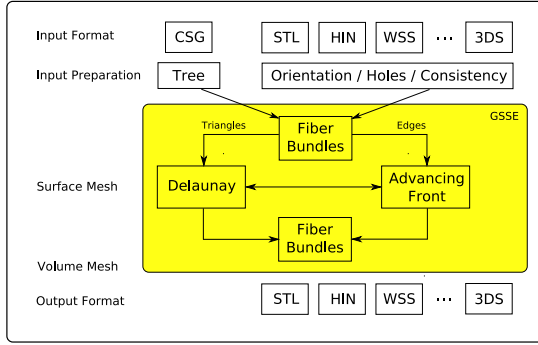 Input Format CSG STL HIN WSS ... 3DS
Input Preparation Tree Orientation / Holes / Consistency
GSSE
Triangles Fiber Bundles Edges
Surface Mesh Delaunay Advancing Front
Fiber Bundles
Volume Mesh
Output Format STL HIN WSS ... 3DS